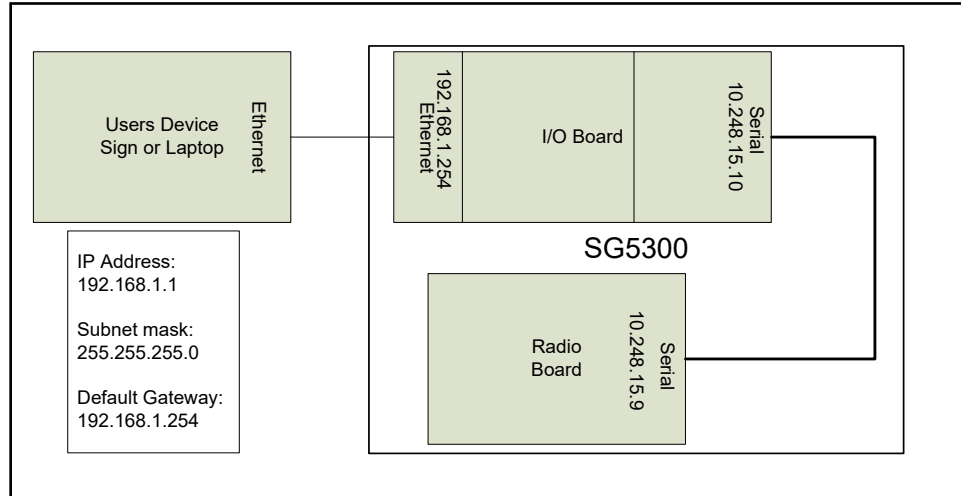 Users Device
Sign or Laptop
Ethernet
192.168.1.254
Ethernet
I/O Board
Serial
10.248.15.10
SG5300
IP Address:
192.168.1.1
Subnet mask:
255.255.255.0
Default Gateway:
192.168.1.254
Radio
Board
Serial
10.248.15.9